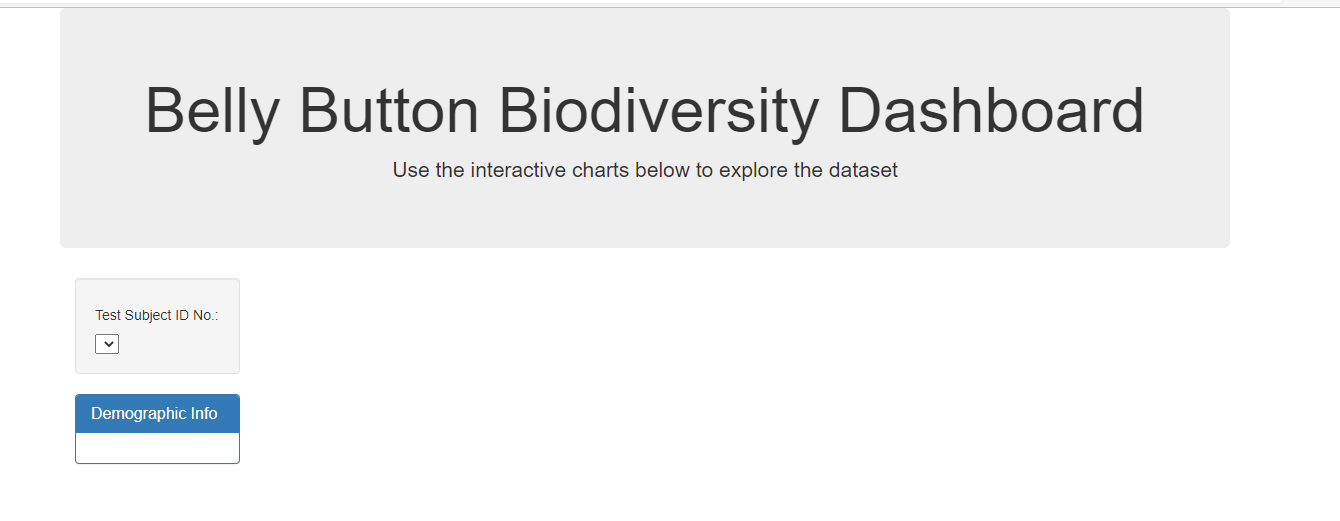 Belly Button Biodiversity Dashboard
Use the interactive charts below to explore the dataset
Test Subject ID No.:
Demographic Info